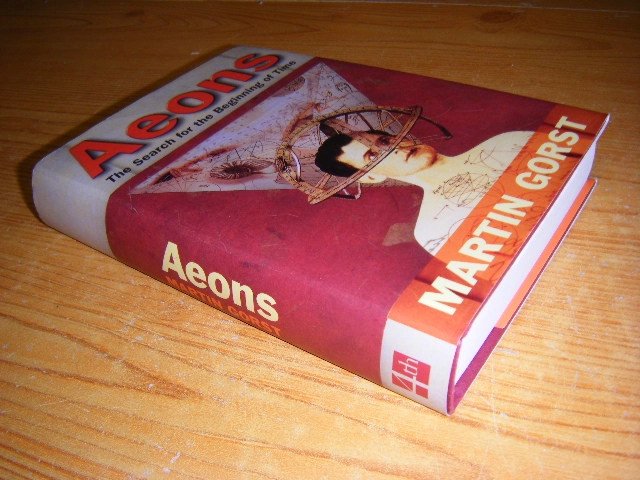 Aeons
The Search for the Beginning of Time
MARTIN GORST
Aeons
MARTIN GORST
4th